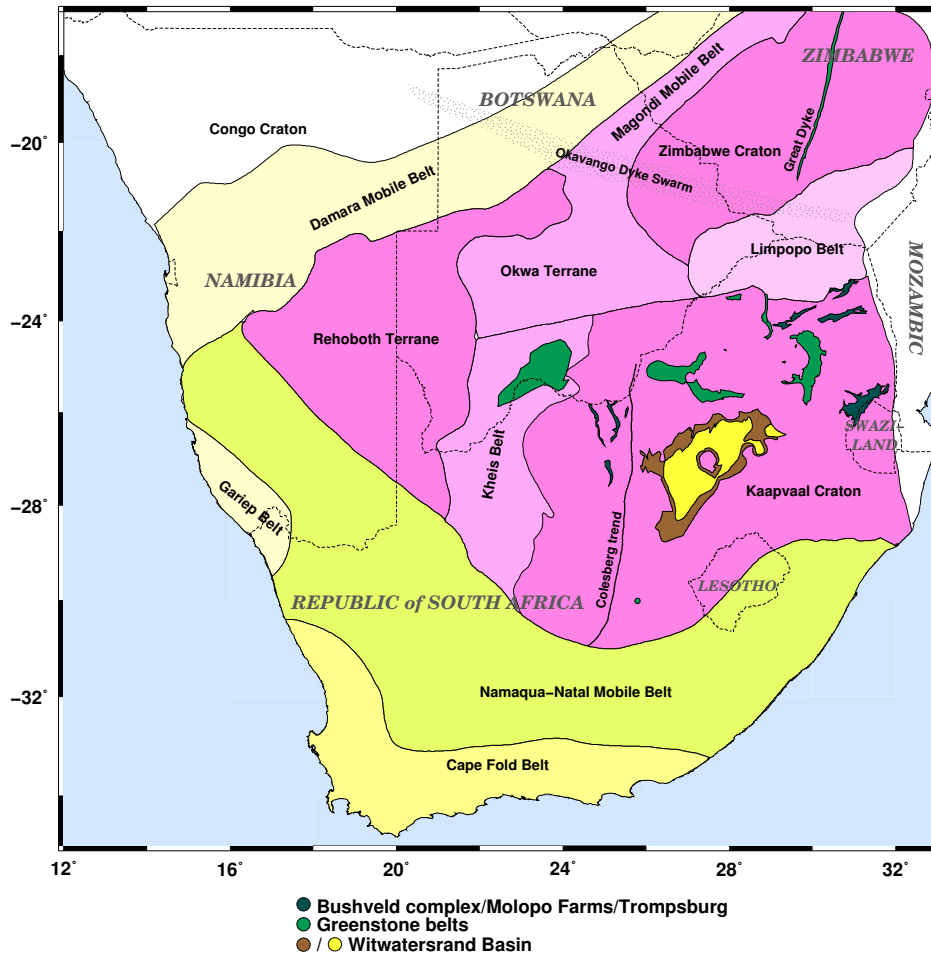 ZIMBABWE
BOTSWANA
Magondi Mobile Belt
Congo Craton
Great Dyke
Zimbabwe Craton
Okavango Dyke Swarm
Damara Mobile Belt
Limpopo Belt
Okwa Terrane
NAMIBIA
MOZAMBIC
Rehoboth Terrane
SWAZI–
LAND
Kheis Belt
Kaapvaal Craton
Gariep Belt
Colesberg trend
LESOTHO
REPUBLIC of SOUTH AFRICA
Namaqua–Natal Mobile Belt
Cape Fold Belt
−20
−24
−28
−32
12°
16°
20°
24°
28°
32°
Bushveld complex/Molopo Farms/Trompsburg
Greenstone belts
/ Witwatersrand Basin